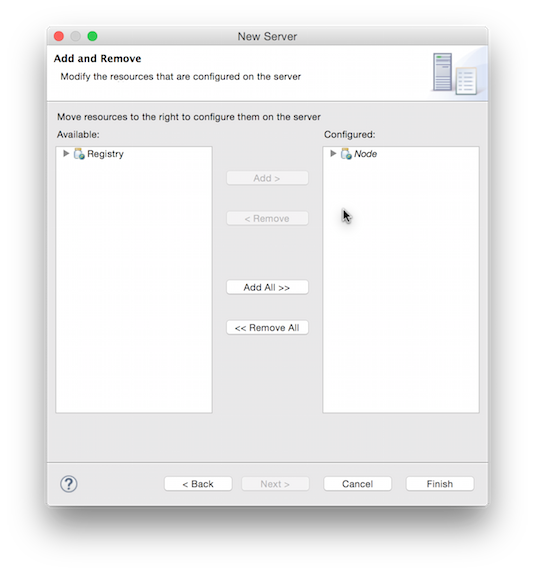 New Server
Add and Remove
Modify the resources that are configured on the server
Move resources to the right to configure them on the server
Available:
Configured:
Registry
Node
Add >
< Remove
Add All >>
<< Remove All
?
< Back
Next >
Cancel
Finish